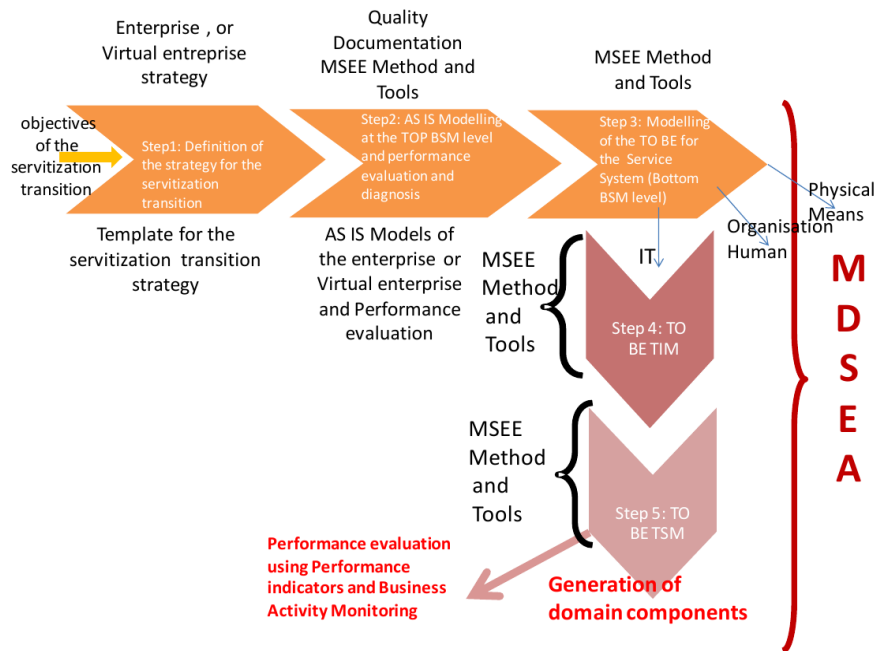 Enterprise , or
Virtual entreprise
strategy
Quality
Documentation
MSEE Method and
Tools
MSEE Method
and Tools
objectives
of the
servitization
transition
Step1: Definition of
the strategy for the
servitization
transition
Step2: AS IS Modelling
at the TOP BSM level
and performance
evaluation and
diagnosis
Step 3: Modelling
of the TO BE for
the Service
System (Bottom
BSM level)
Physical
Means
Organisation
Human
IT
Template for the
servitization transition
strategy
AS IS Models of
the enterprise or
Virtual enterprise
and Performance
evaluation
MSEE
Method
and
Tools
Step 4: TO
BE TIM
MSEE
Method
and
Tools
Step 5: TO
BE TSM
Performance evaluation
using Performance
indicators and Business
Activity Monitoring
Generation of
domain components
M
D
S
E
A